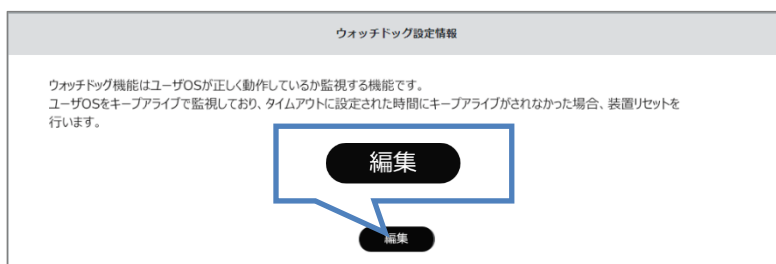 ウォッチドッグ設定情報
ウォッチドッグ機能はユーザOSが正しく動作しているか監視する機能です。
ユーザOSをキープアライブで監視しており、タイムアウトに設定された時間にキープアライブがされなかった場合、装置リセットを
行います。
編集
編集